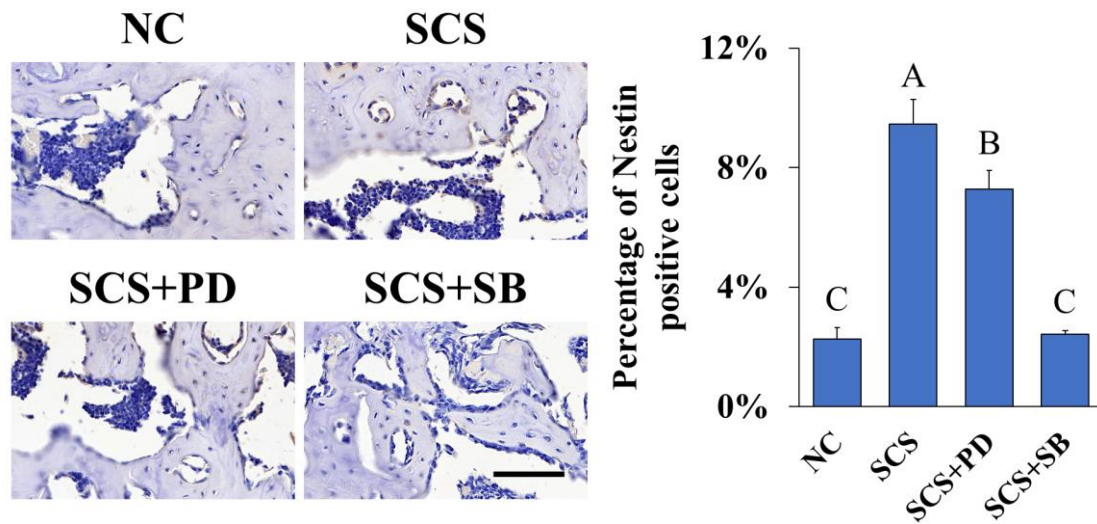 NC
SCS
SCS+PD
SCS+SB
Percentage of Nestin
positive cells
12%
8%
4%
0%
C
A
B
C
NC
SCS
SCS+PD
SCS+SB